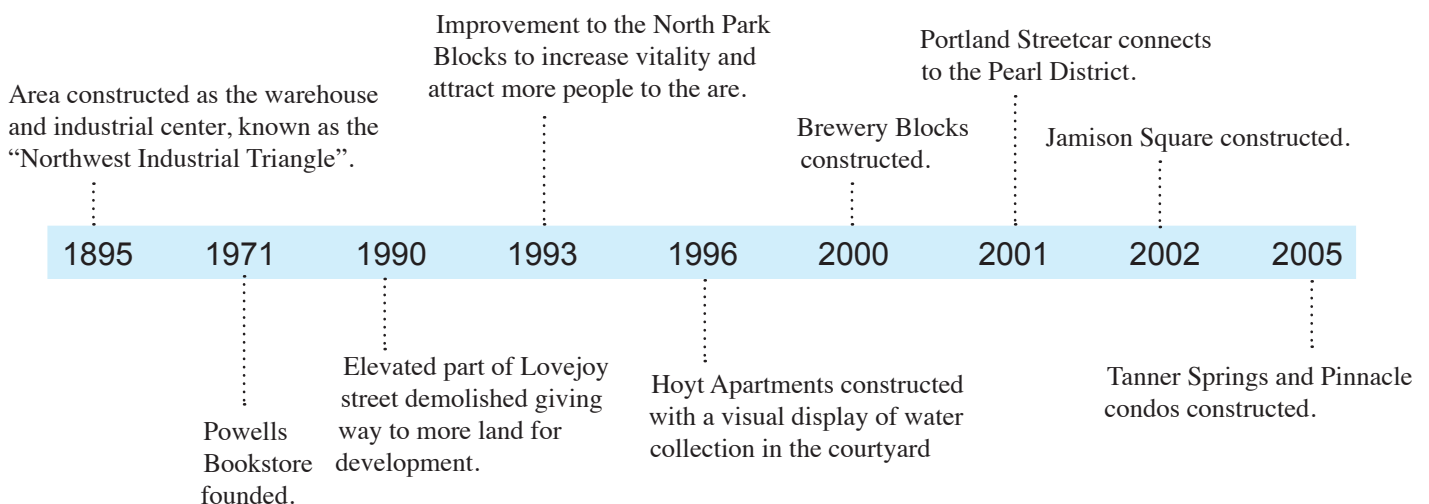 Improvement to the North Park
Blocks to increase vitality and
attract more people to the are.
Portland Streetcar connects
to the Pearl District.
Area constructed as the warehouse
and industrial center, known as the
“Northwest Industrial Triangle”.
Brewery Blocks
constructed.
Jamison Square constructed.
1895 1971 1990 1993 1996 2000 2001 2002 2005
Powells
Bookstore
founded.
Elevated part of Lovejoy
street demolished giving
way to more land for
development.
Hoyt Apartments constructed
with a visual display of water
collection in the courtyard
Tanner Springs and Pinnacle
condos constructed.